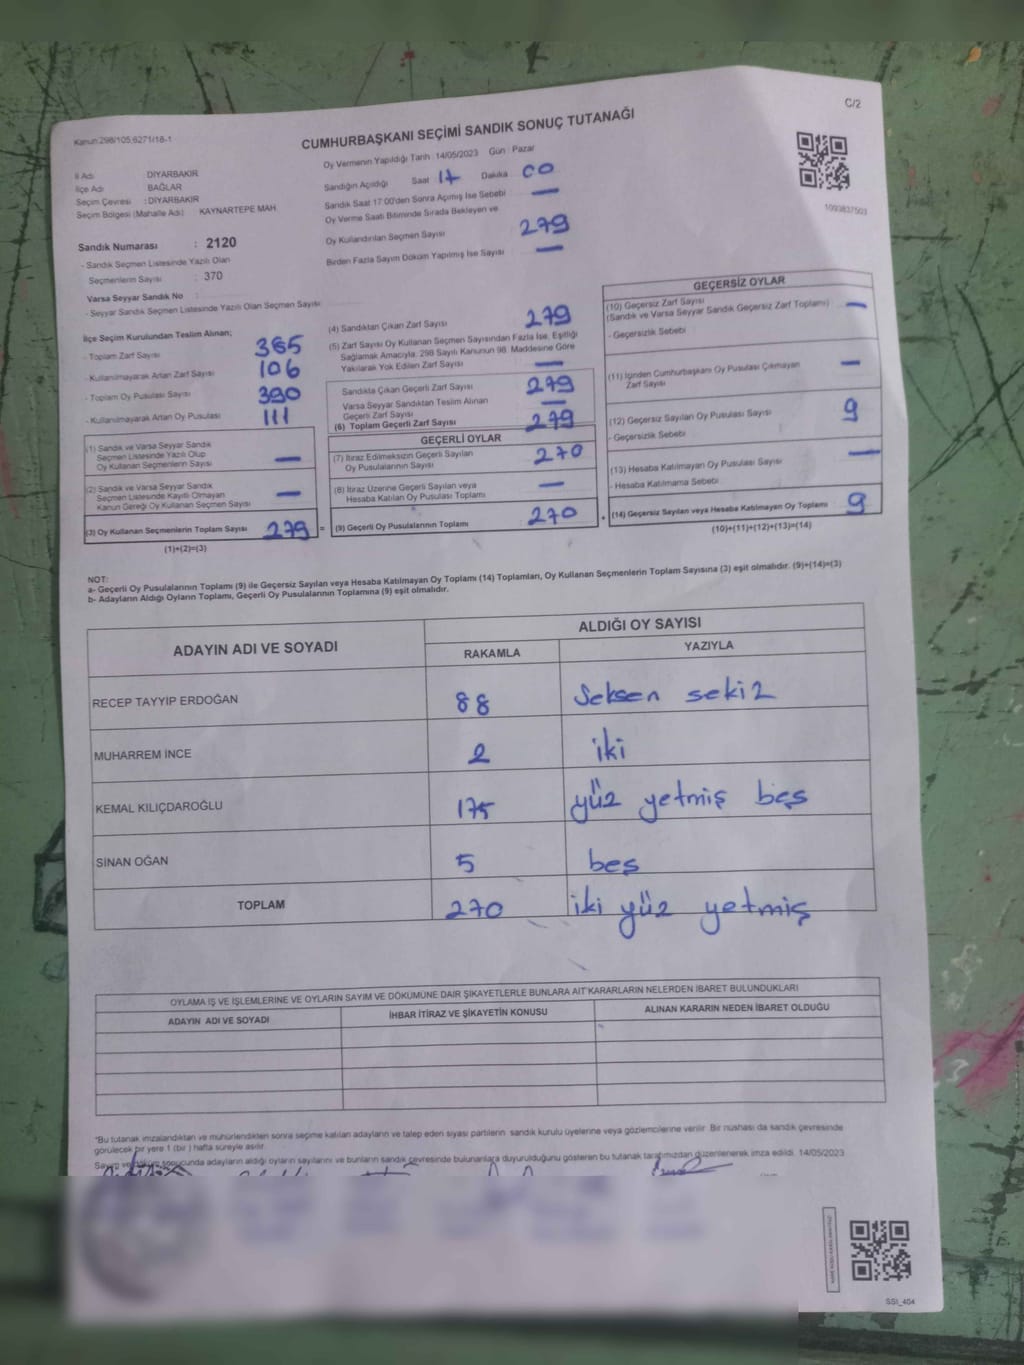 Kanun:298/105,6271/18-1
C/2
CUMHURBAŞKANI SEÇİMİ SANDIK SONUÇ TUTANAĞI
Oy Vermenin Yapıldığı Tarih : 14/05/2023 Gün : Pazar
İl Adı DİYARBAKIR
İlçe Adı BAĞLAR
Seçim Çevresi : DİYARBAKIR
Seçim Bölgesi (Mahalle Adı) KAYNARTEPE MAH.
Sandık Numarası : 2120
- Sandık Seçmen Listesinde Yazılı Olan
Seçmenlerin Sayısı : 370
Varsa Seyyar Sandık No :
- Seyyar Sandık Seçmen Listesinde Yazılı Olan Seçmen Sayısı
Sandığın Açıldığı Saat 17 Dakika 00
Sandık Saat 17:00'den Sonra Açımış İse Sebebi —
Oy Verme Saati Bitiminde Sırada Bekleyen ve
Oy Kullandırılan Seçmen Sayısı 279
Birden Fazla Sayım Döküm Yapılmış İse Sayısı —
1093837503
İlçe Seçim Kurulundan Teslim Alınan;
- Toplam Zarf Sayısı 385
- Kullanılmayarak Artan Zarf Sayısı 106
- Toplam Oy Pusulası Sayısı 390
- Kullanılmayarak Artan Oy Pusulası 111
(1) Sandık ve Varsa Seyyar Sandık
Seçmen Listesinde Yazılı Olup
Oy Kullanan Seçmenlerin Sayısı —
(2) Sandık ve Varsa Seyyar Sandık
Seçmen Listesinde Kayıtlı Olmayan
Kanun Gereği Oy Kullanan Seçmen Sayısı —
(3) Oy Kullanan Seçmenlerin Toplam Sayısı 279 =
(1)+(2)=(3)
(4) Sandıktan Çıkan Zarf Sayısı 279
(5) Zarf Sayısı Oy Kullanan Seçmen Sayısından Fazla İse, Eşitliği
Sağlamak Amacıyla, 298 Sayılı Kanunun 98. Maddesine Göre
Yakılarak Yok Edilen Zarf Sayısı —
Sandıkta Çıkan Geçerli Zarf Sayısı 279
Varsa Seyyar Sandıktan Teslim Alınan
Geçerli Zarf Sayısı —
(6) Toplam Geçerli Zarf Sayısı 279
GEÇERLİ OYLAR
(7) İtiraz Edilmeksizin Geçerli Sayılan
Oy Pusulalarının Sayısı 270
(8) İtiraz Üzerine Geçerli Sayılan veya
Hesaba Katılan Oy Pusulası Toplamı —
(9) Geçerli Oy Pusulalarının Toplamı 270 +
GEÇERSİZ OYLAR
(10) Geçersiz Zarf Sayısı
(Sandık ve Varsa Seyyar Sandık Geçersiz Zarf Toplamı) —
- Geçersizlik Sebebi
(11) İçinden Cumhurbaşkanı Oy Pusulası Çıkmayan
Zarf Sayısı —
(12) Geçersiz Sayılan Oy Pusulası Sayısı 9
- Geçersizlik Sebebi
(13) Hesaba Katılmayan Oy Pusulası Sayısı —
- Hesaba Katılmama Sebebi
(14) Geçersiz Sayılan veya Hesaba Katılmayan Oy Toplamı 9
(10)+(11)+(12)+(13)=(14)
NOT:
a- Geçerli Oy Pusulalarının Toplamı (9) ile Geçersiz Sayılan veya Hesaba Katılmayan Oy Toplamı (14) Toplamları, Oy Kullanan Seçmenlerin Toplam Sayısına (3) eşit olmalıdır. (9)+(14)=(3)
b- Adayların Aldığı Oyların Toplamı, Geçerli Oy Pusulalarının Toplamına (9) eşit olmalıdır.
ADAYIN ADI VE SOYADI ALDIĞI OY SAYISI
RAKAMLA YAZIYLA
RECEP TAYYİP ERDOĞAN 88 Seksen sekiz
MUHARREM İNCE 2 iki
KEMAL KILIÇDAROĞLU 175 yüz yetmiş beş
SİNAN OĞAN 5 beş
TOPLAM 270 iki yüz yetmiş
OYLAMA İŞ VE İŞLEMLERİNE VE OYLARIN SAYIM VE DÖKÜMÜNE DAİR ŞİKAYETLERLE BUNLARA AİT KARARLARIN NELERDEN İBARET BULUNDUKLARI
ADAYIN ADI VE SOYADI İHBAR İTİRAZ VE ŞİKAYETİN KONUSU ALINAN KARARIN NEDEN İBARET OLDUĞU
*Bu tutanak imzalandıktan ve mühürlendikten sonra seçime katılan adayların ve talep eden siyasi partilerin sandık kurulu üyelerine veya gözlemcilerine verilir. Bir nüshası da sandık çevresinde
görülecek bir yere 1 (bir ) hafta süreyle asılır.
Sayım ve sonucunda adayların aldığı oyların sayılarını ve bunların sandık çevresinde bulunanlara duyurulduğunu gösteren bu tutanak tarafımızdan düzenlenerek imza edildi. 14/05/2023
SSI_404